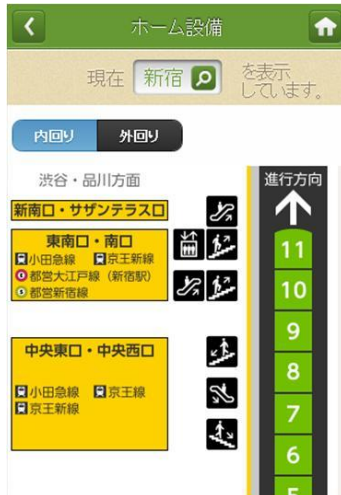 ホーム設備
現在 新宿 を表示しています。
内回り 外回り
渋谷・品川方面
進行方向
新南口・サザンテラス口
東南口・南口
小田急線 京王新線
都営大江戸線（新宿駅）
都営新宿線
中央東口・中央西口
小田急線 京王線
京王新線
11
10
9
8
7
6
5